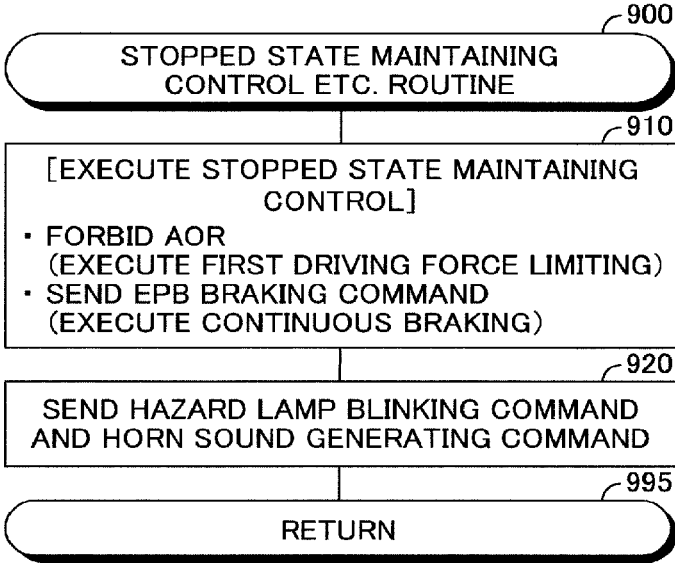 900
STOPPED STATE MAINTAINING
CONTROL ETC. ROUTINE
910
[EXECUTE STOPPED STATE MAINTAINING
CONTROL]
・ FORBID AOR
(EXECUTE FIRST DRIVING FORCE LIMITING)
・ SEND EPB BRAKING COMMAND
(EXECUTE CONTINUOUS BRAKING)
920
SEND HAZARD LAMP BLINKING COMMAND
AND HORN SOUND GENERATING COMMAND
995
RETURN